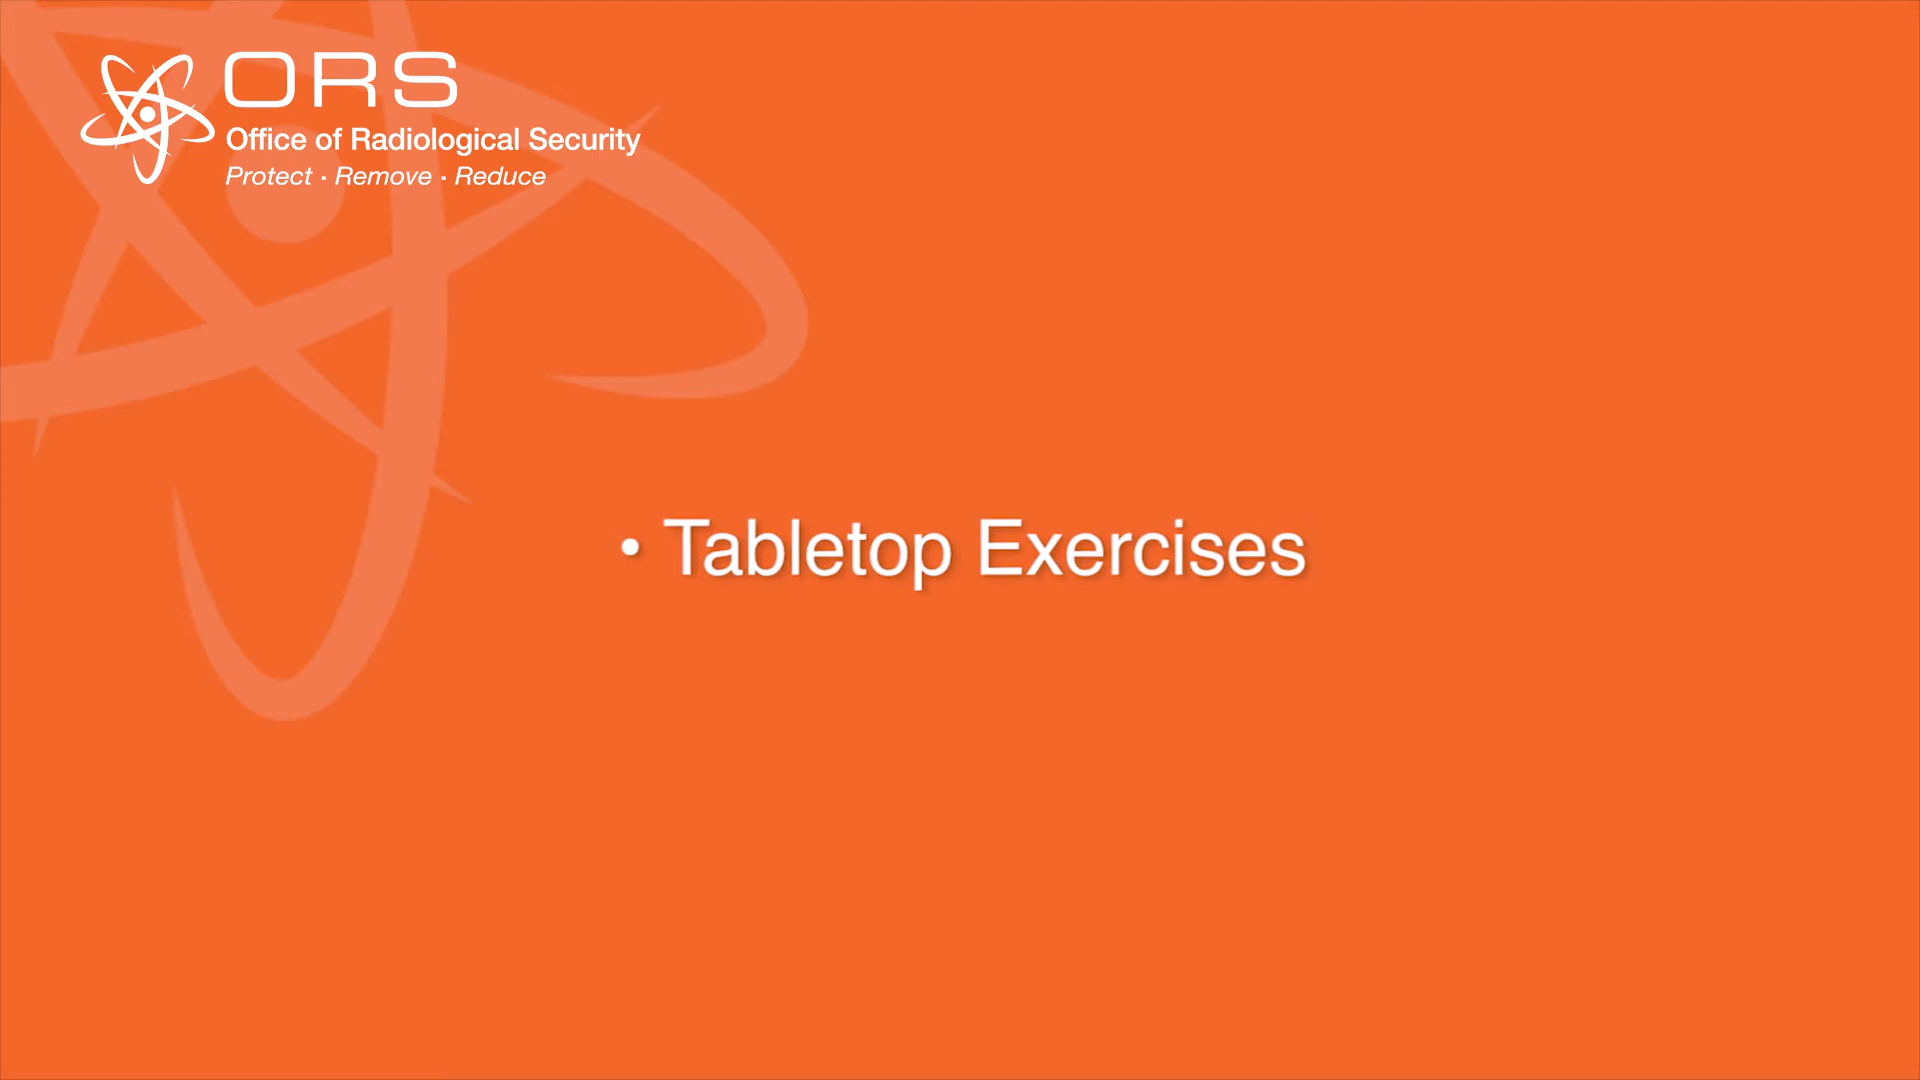 ORS
Office of Radiological Security
Protect · Remove · Reduce
• Tabletop Exercises